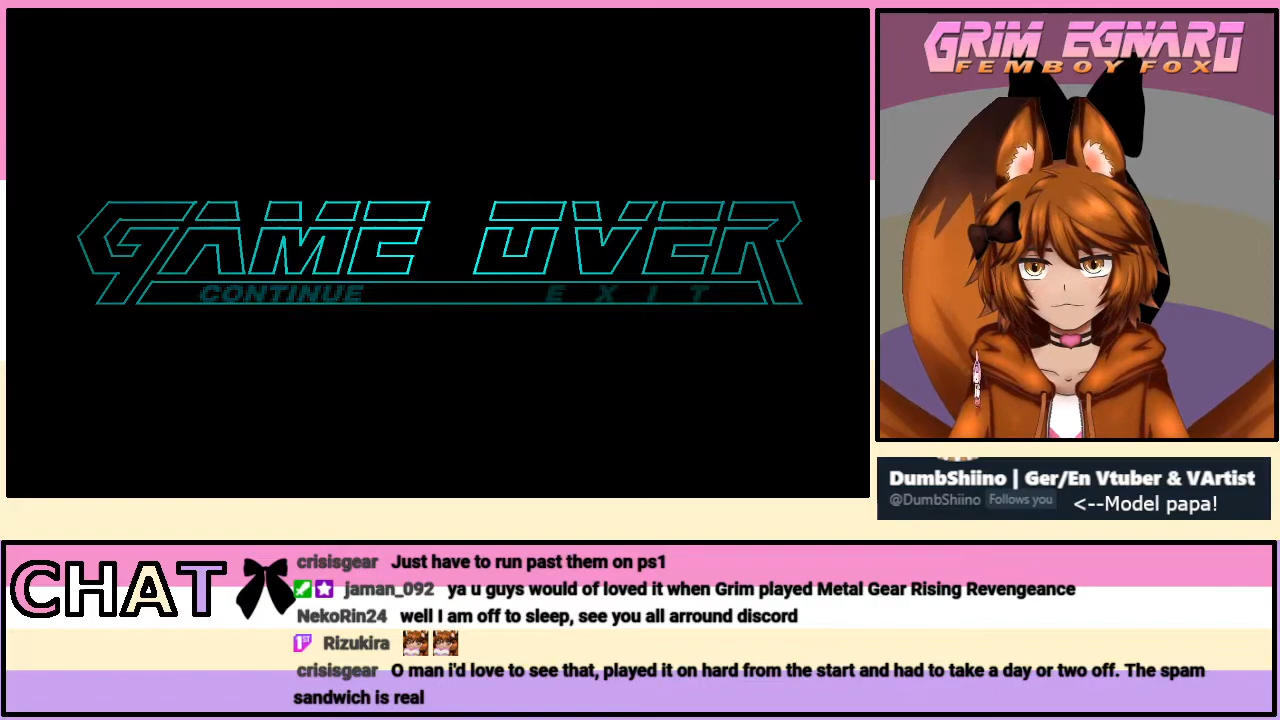 GAME OVER
CONTINUE EXIT
GRIM EGNART
FEMBOY FOX
DumbShiino | Ger/En Vtuber & VArtist
@DumbShiino Follows you <--Model papa!
CHAT
crisisgear Just have to run past them on ps1
jaman_092 ya u guys would of loved it when Grim played Metal Gear Rising Revengeance
NekoRin24 well I am off to sleep, see you all arround discord
1ST Rizukira
crisisgear O man i'd love to see that, played it on hard from the start and had to take a day or two off. The spam
sandwich is real